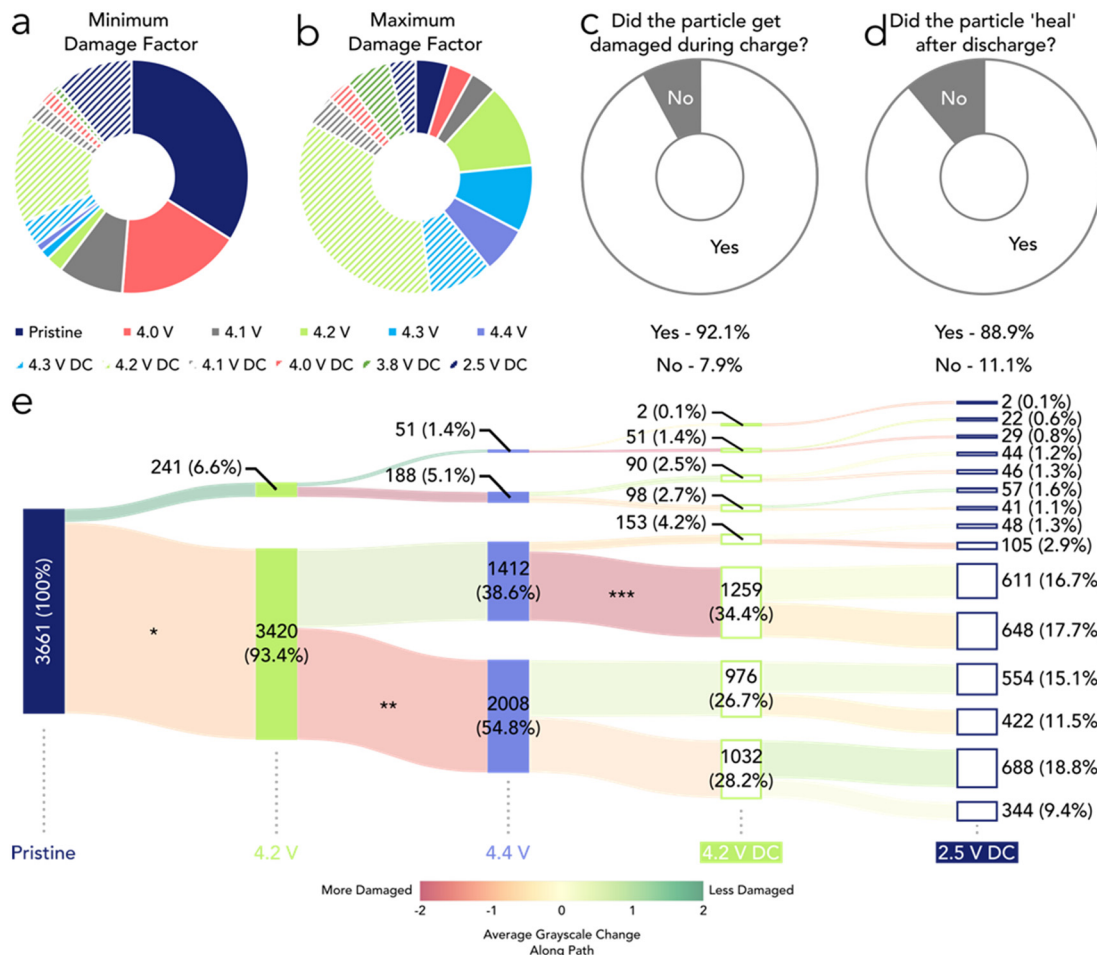 a
Minimum
Damage Factor
b
Maximum
Damage Factor
c
Did the particle get
damaged during charge?
d
Did the particle 'heal'
after discharge?
No
Yes
No
Yes
Pristine
4.0 V
4.1 V
4.2 V
4.3 V
4.4 V
4.3 V DC
4.2 V DC
4.1 V DC
4.0 V DC
3.8 V DC
2.5 V DC
Yes - 92.1%
No - 7.9%
Yes - 88.9%
No - 11.1%
e
3661 (100%)
*
241 (6.6%)
3420
(93.4%)
**
51 (1.4%)
188 (5.1%)
1412
(38.6%)
***
2008
(54.8%)
2 (0.1%)
51 (1.4%)
90 (2.5%)
98 (2.7%)
153 (4.2%)
1259
(34.4%)
976
(26.7%)
1032
(28.2%)
2 (0.1%)
22 (0.6%)
29 (0.8%)
44 (1.2%)
46 (1.3%)
57 (1.6%)
41 (1.1%)
48 (1.3%)
105 (2.9%)
611 (16.7%
648 (17.7%
554 (15.1%
422 (11.5%
688 (18.8%
344 (9.4%)
Pristine
4.2 V
4.4 V
4.2 V DC
2.5 V DC
More Damaged
Less Damaged
-2
-1
0
1
2
Average Grayscale Change
Along Path